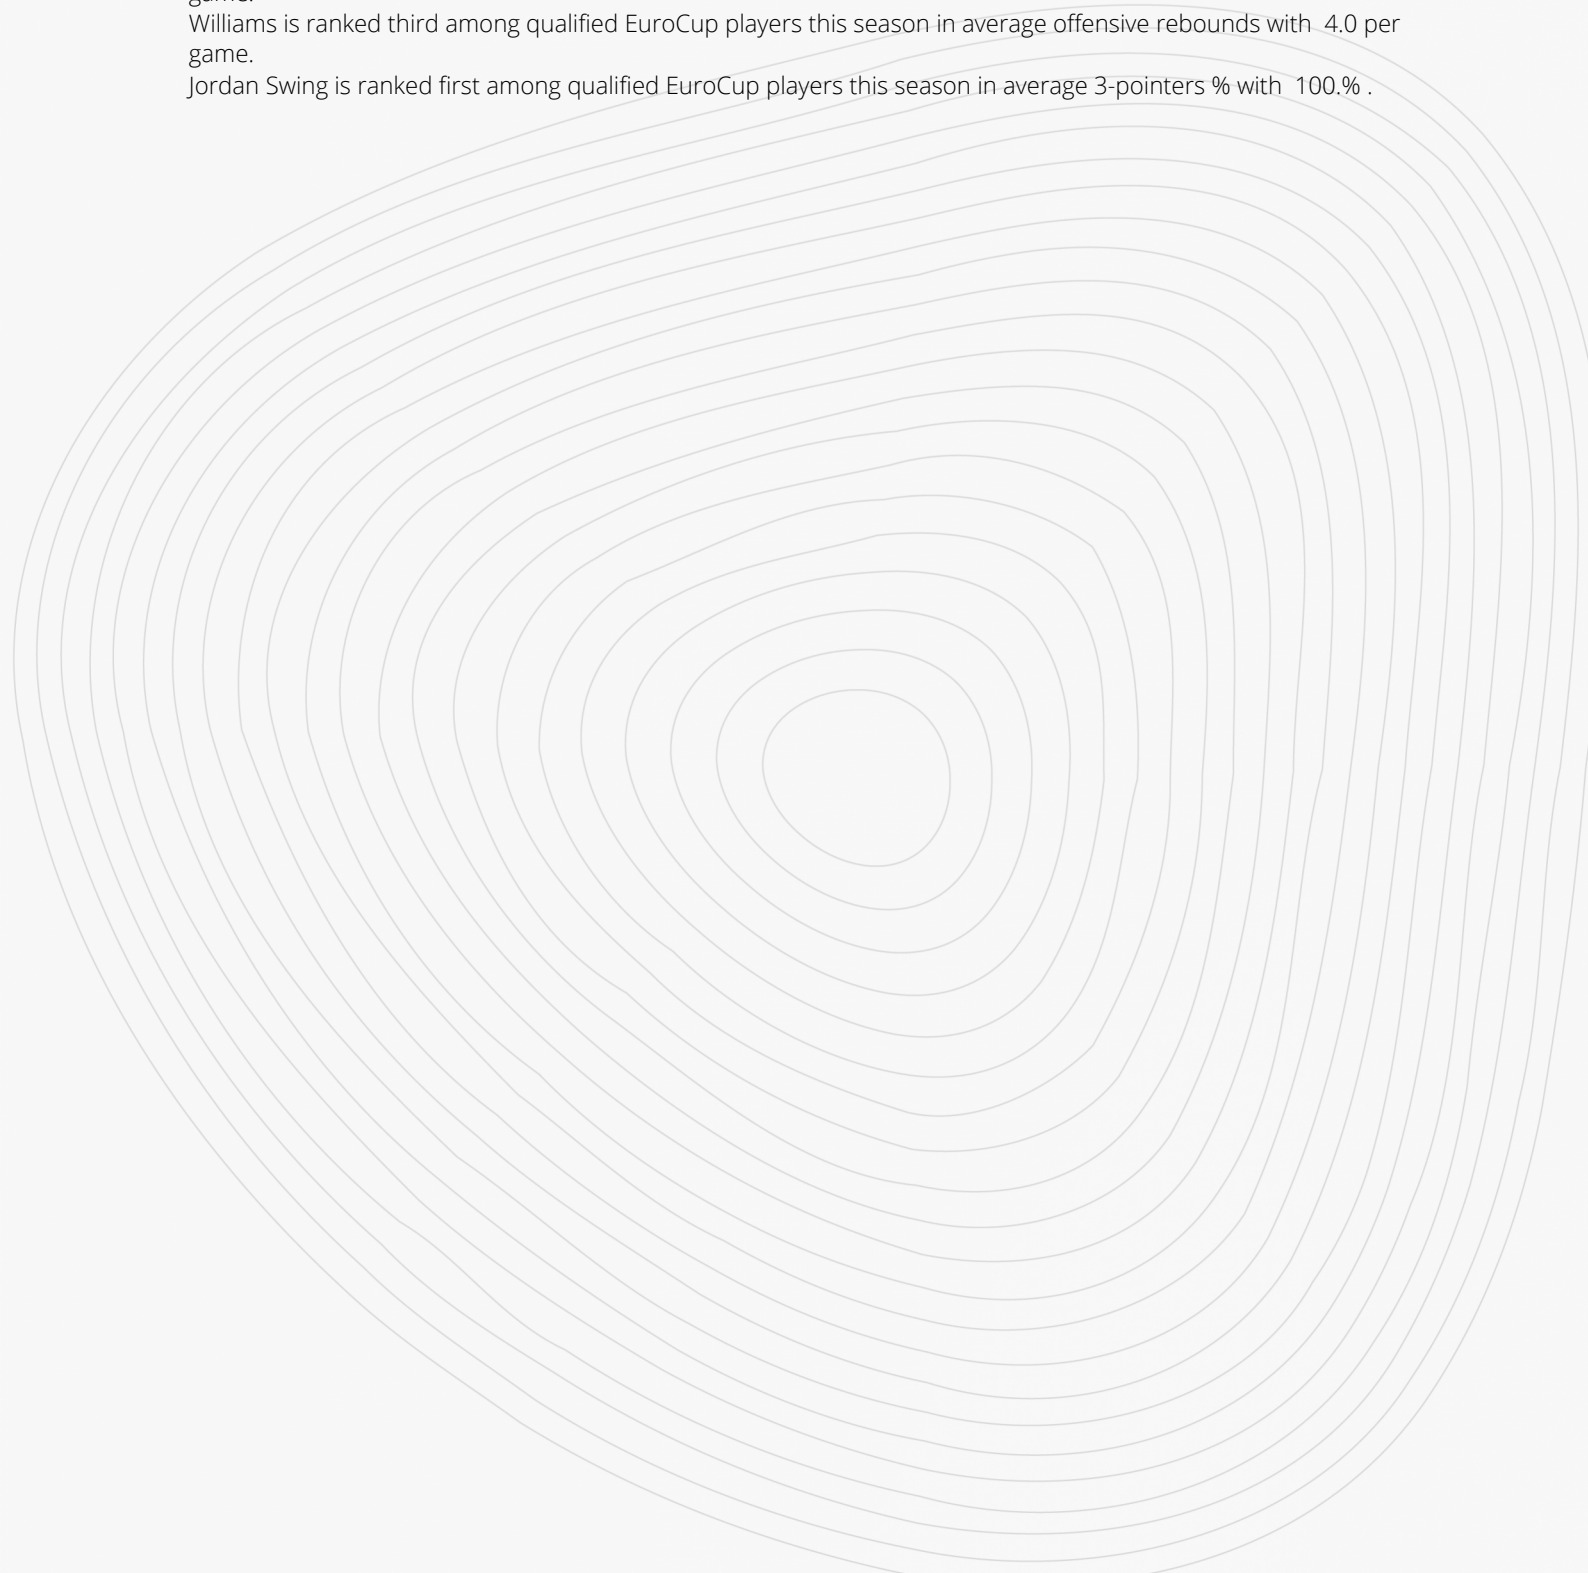 game.
Williams is ranked third among qualified EuroCup players this season in average offensive rebounds with  4.0 per
game.
Jordan Swing is ranked first among qualified EuroCup players this season in average 3-pointers % with  100.% .